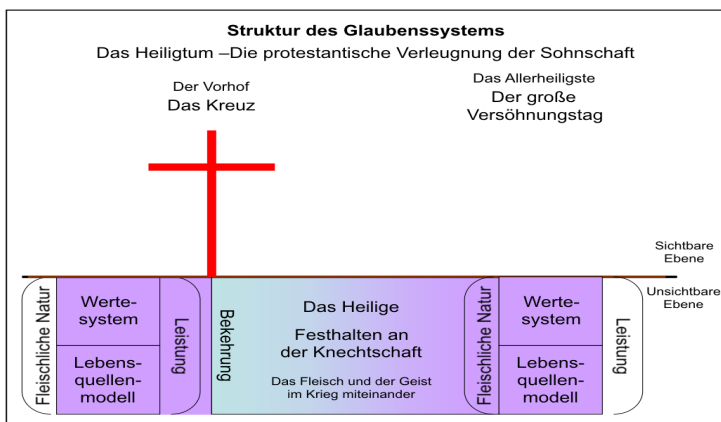 Struktur des Glaubenssystems
Das Heiligtum –Die protestantische Verleugnung der Sohnschaft
Der Vorhof
Das Kreuz
Das Allerheiligste
Der große
Versöhnungstag
Sichtbare
Ebene
Unsichtbare
Ebene
Fleischliche Natur
Werte-
system
Lebens-
quellen-
modell
Leistung
Bekehrung
Das Heilige
Festhalten an
der Knechtschaft
Das Fleisch und der Geist
im Krieg miteinander
Fleischliche Natur
Werte-
system
Lebens-
quellen-
modell
Leistung